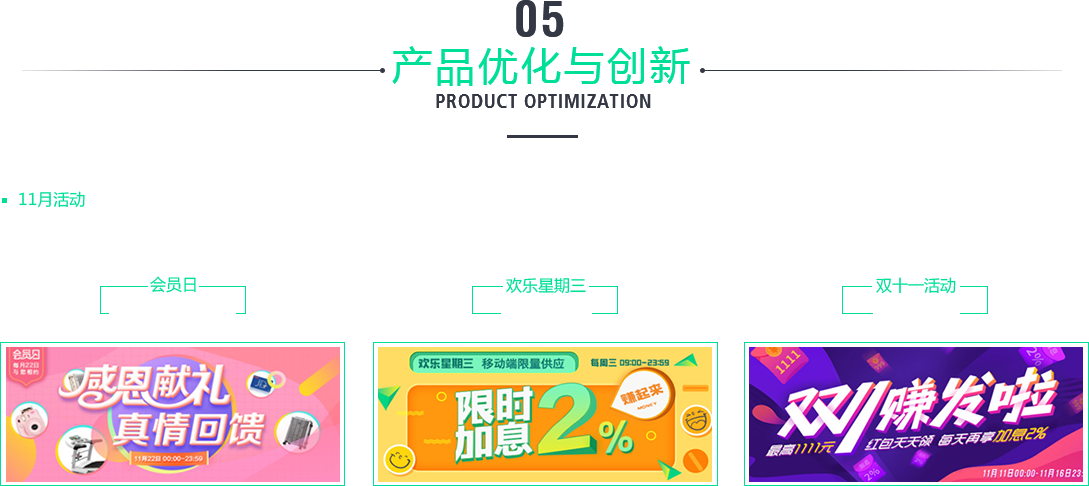 05
产品优化与创新
PRODUCT OPTIMIZATION
11月活动
会员日
欢乐星期三
双十一活动
会员日
每月22日
与您相约
感恩献礼
真情回馈
11月22日 00:00-23:59
欢乐星期三 移动端限量供应
每周三 09:00-23:59
限时
加息
2%
赚起来
MONEY
1111
2%
双11赚发啦
最高1111元 红包天天领 每天再享加息2%
2%
11月11日00:00-11月16日23: